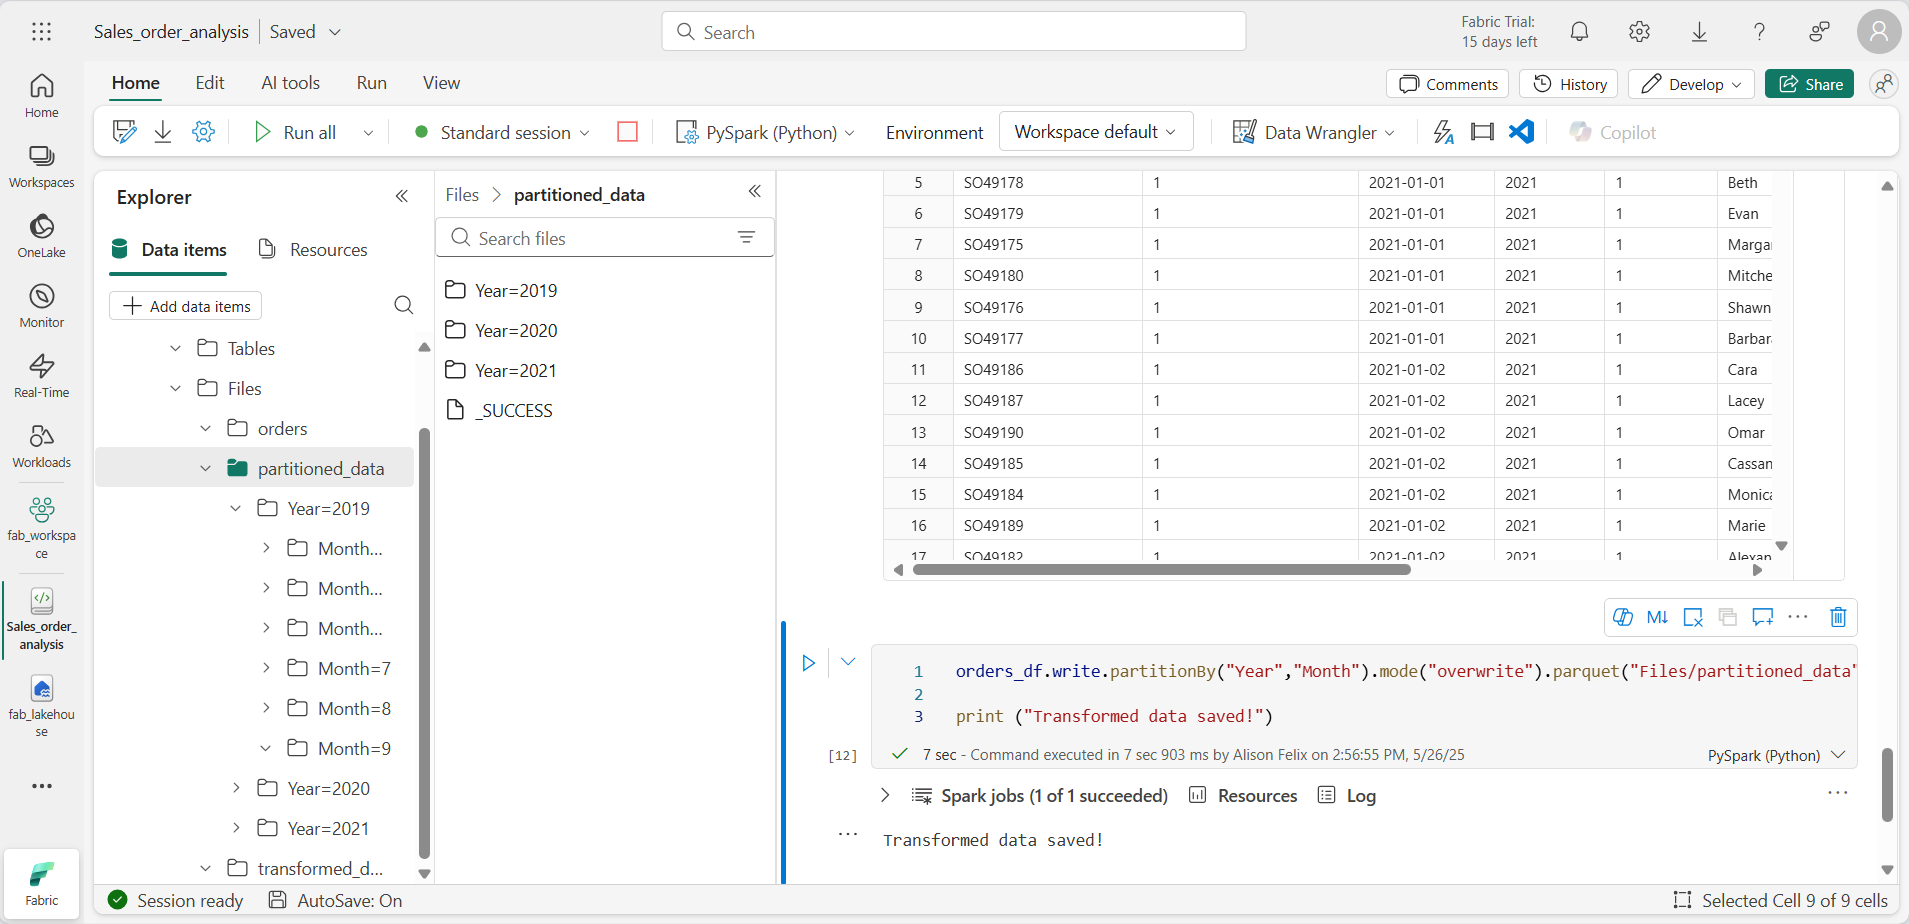 Sales_order_analysis
Saved
Search
Fabric Trial:
15 days left
Home
Edit
AI tools
Run
View
Comments
History
Develop
Share
Run all
Standard session
PySpark (Python)
Environment
Workspace default
Data Wrangler
Copilot
Home
Workspaces
OneLake
Monitor
Real-Time
Workloads
fab_workspa
ce
Sales_order_
analysis
fab_lakehou
se
Fabric
Explorer
Data items
Resources
Add data items
Tables
Files
orders
partitioned_data
Year=2019
Month...
Month...
Month...
Month=7
Month=8
Month=9
Year=2020
Year=2021
transformed_d...
Files > partitioned_data
Search files
Year=2019
Year=2020
Year=2021
_SUCCESS
5 SO49178 1 2021-01-01 2021 1 Beth
6 SO49179 1 2021-01-01 2021 1 Evan
7 SO49175 1 2021-01-01 2021 1 Margar
8 SO49180 1 2021-01-01 2021 1 Mitche
9 SO49176 1 2021-01-01 2021 1 Shawn
10 SO49177 1 2021-01-01 2021 1 Barbar
11 SO49186 1 2021-01-02 2021 1 Cara
12 SO49187 1 2021-01-02 2021 1 Lacey
13 SO49190 1 2021-01-02 2021 1 Omar
14 SO49185 1 2021-01-02 2021 1 Cassan
15 SO49184 1 2021-01-02 2021 1 Monica
16 SO49189 1 2021-01-02 2021 1 Marie
17 SO49182 1 2021-01-02 2021 1 Alexan
M↓
1 orders_df.write.partitionBy("Year","Month").mode("overwrite").parquet("Files/partitioned_data"
2
3 print ("Transformed data saved!")
[12]
7 sec - Command executed in 7 sec 903 ms by Alison Felix on 2:56:55 PM, 5/26/25
PySpark (Python)
Spark jobs (1 of 1 succeeded)
Resources
Log
Transformed data saved!
Session ready
AutoSave: On
Selected Cell 9 of 9 cells